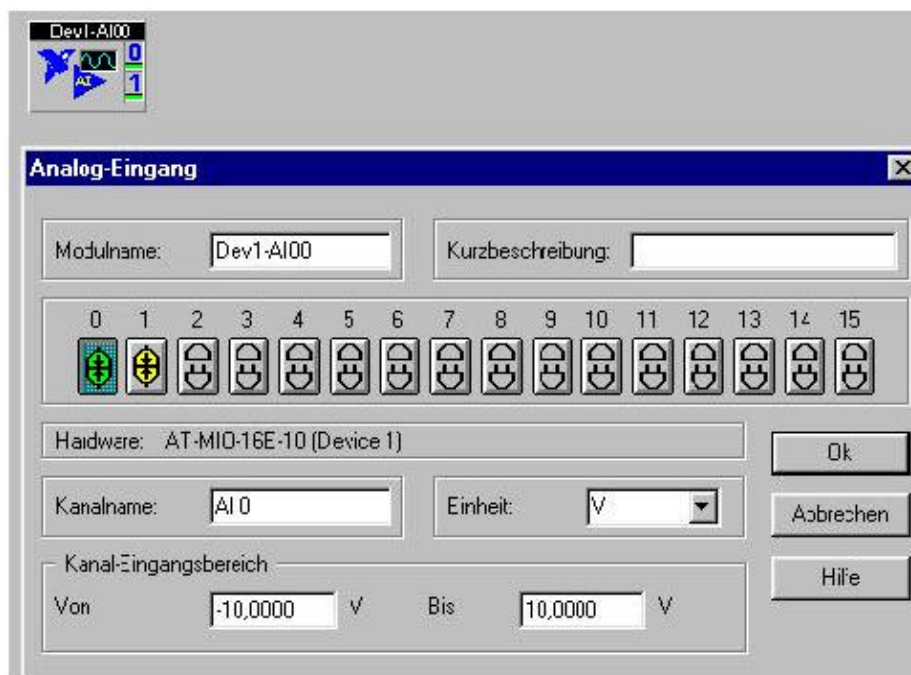 Dev1-AI00
0
AI
1
Analog-Eingang
Modulname: Dev1-AI00 Kurzbeschreibung:
0 1 2 3 4 5 6 7 8 9 10 11 12 13 14 15
Hardware: AT-MIO-16E-10 (Device 1)
Ok
Kanalname: AI 0 Einheit: V
Abbrechen
Kanal-Eingangsbereich
Hilfe
Von -10,0000 V Bis 10,0000 V